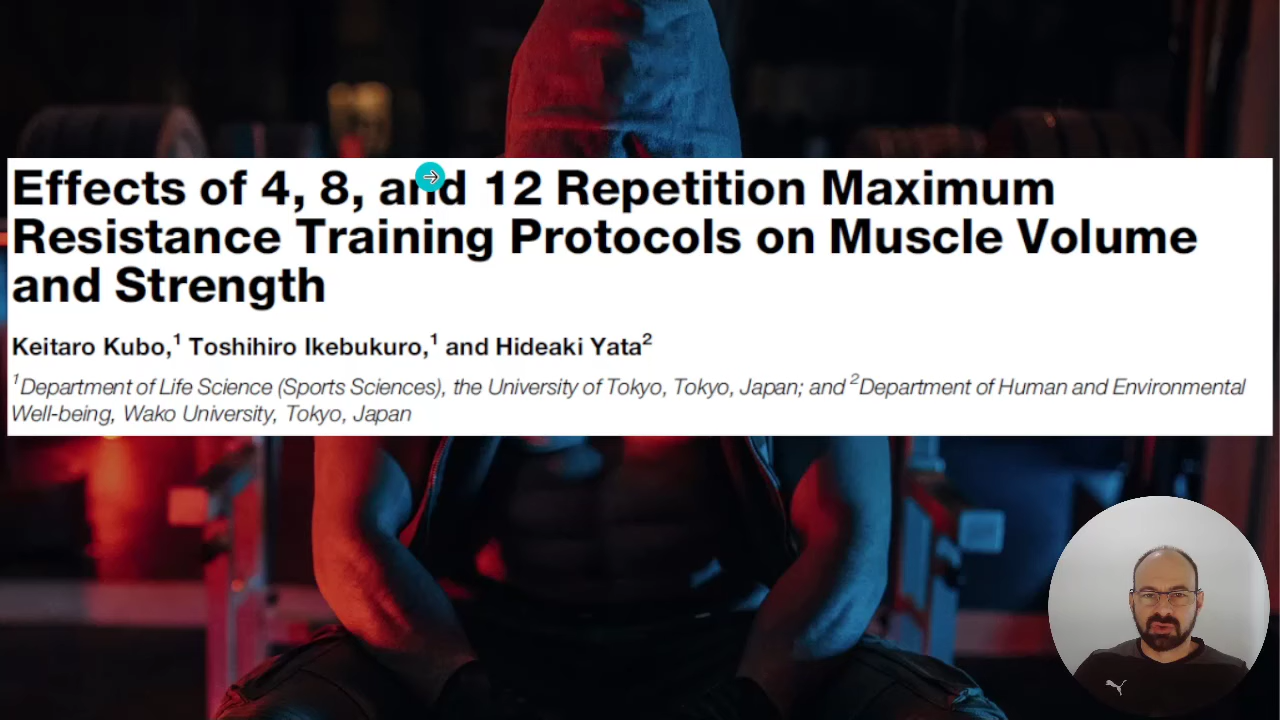 Effects of 4, 8, and 12 Repetition Maximum
Resistance Training Protocols on Muscle Volume
and Strength
Keitaro Kubo,1 Toshihiro Ikebukuro,1 and Hideaki Yata2
1Department of Life Science (Sports Sciences), the University of Tokyo, Tokyo, Japan; and 2Department of Human and Environmental
Well-being, Wako University, Tokyo, Japan